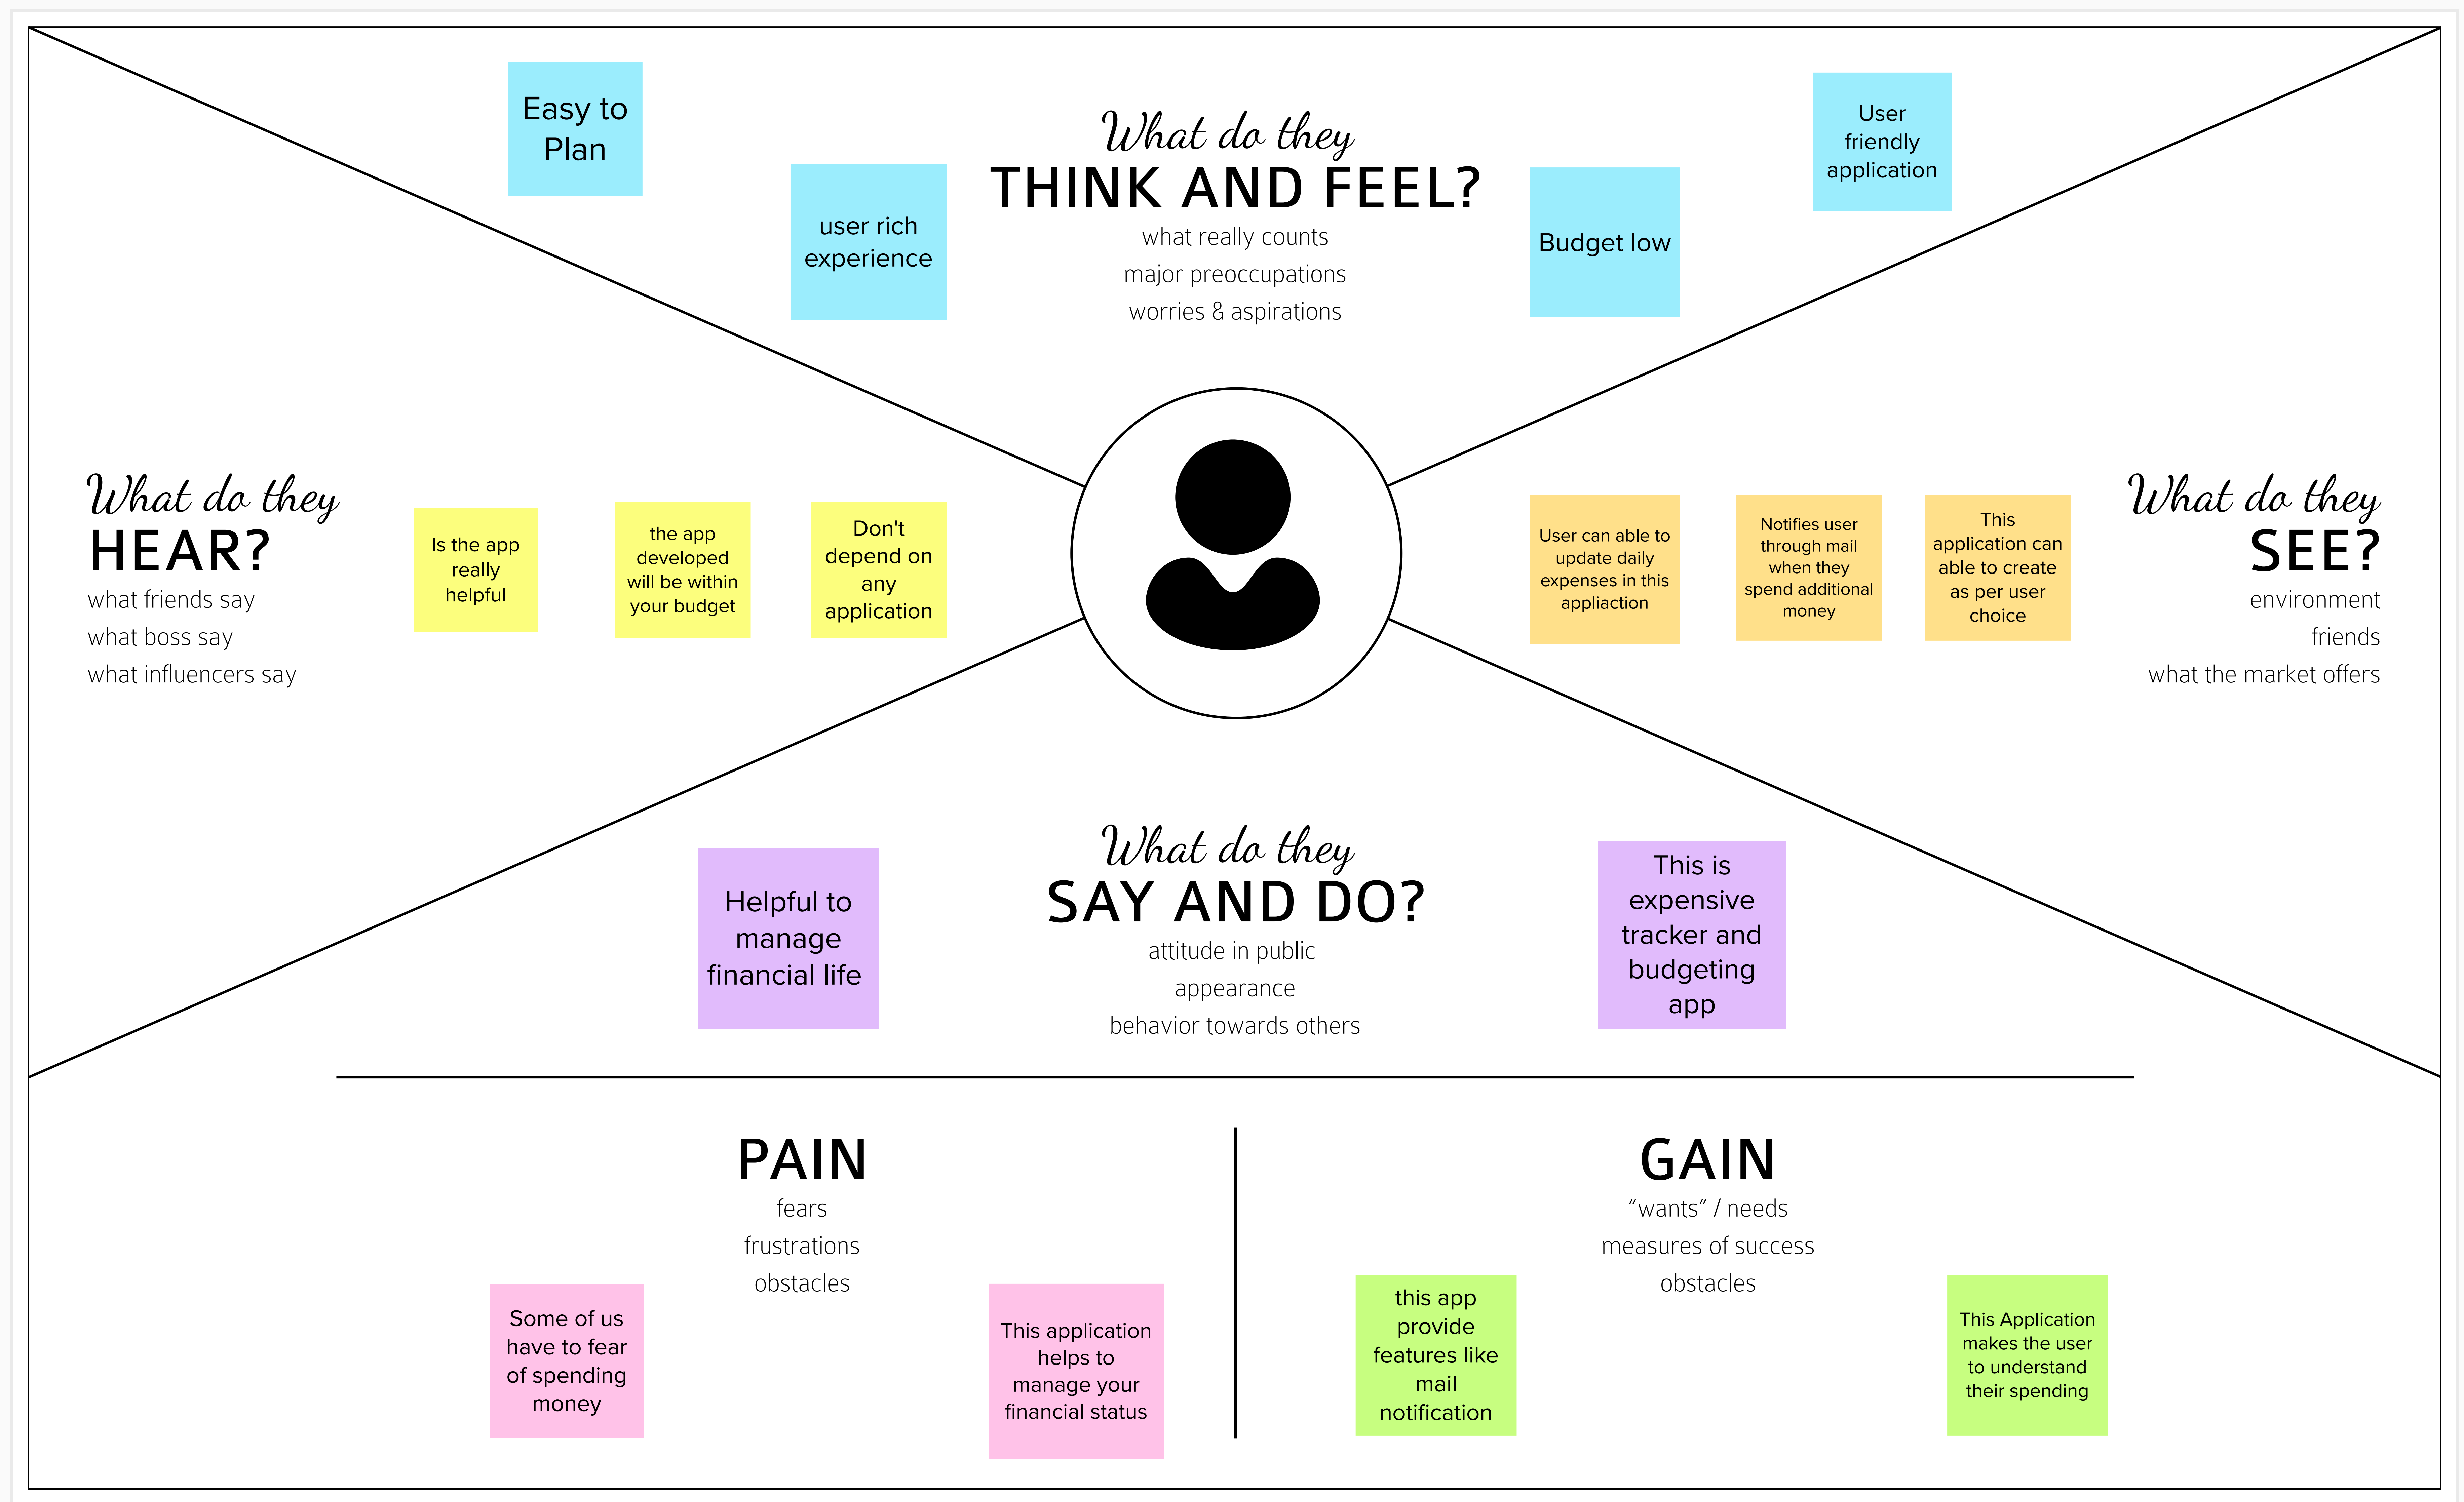 Easy to
Plan
user rich
experience
What do they
THINK AND FEEL?
what really counts
major preoccupations
worries & aspirations
Budget low
User
friendly
application
What do they
HEAR?
what friends say
what boss say
what influencers say
Is the app
really
helpful
the app
developed
will be within
your budget
Don't
depend on
any
application
User can able to
update daily
expenses in this
appliaction
Notifies user
through mail
when they
spend additional
money
This
application can
able to create
as per user
choice
What do they
SEE?
environment
friends
what the market offers
Helpful to
manage
financial life
What do they
SAY AND DO?
attitude in public
appearance
behavior towards others
This is
expensive
tracker and
budgeting
app
PAIN
fears
frustrations
obstacles
Some of us
have to fear
of spending
money
This application
helps to
manage your
financial status
GAIN
“wants” / needs
measures of success
obstacles
this app
provide
features like
mail
notification
This Application
makes the user
to understand
their spending